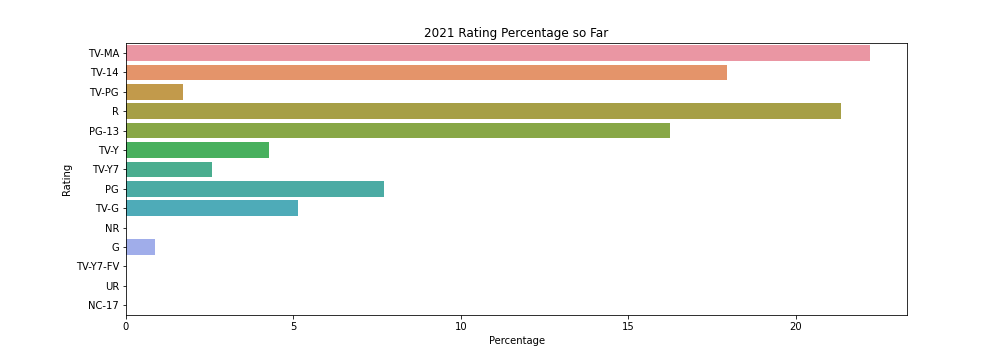 2021 Rating Percentage so Far
TV-MA
TV-14
TV-PG
R
PG-13
TV-Y
TV-Y7
PG
TV-G
NR
G
TV-Y7-FV
UR
NC-17
Rating
0 5 10 15 20
Percentage